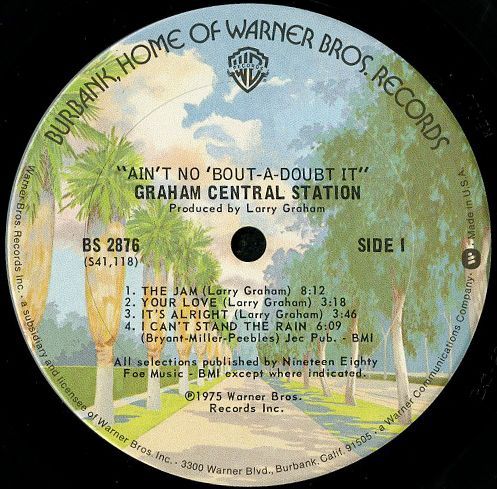 BURBANK, HOME OF WARNER BROS. RECORDS
WB
RECORDS
"AIN'T NO 'BOUT-A-DOUBT IT"
GRAHAM CENTRAL STATION
Produced by Larry Graham
BS 2876
(S41,118)
SIDE I
1. THE JAM (Larry Graham) 8:12
2. YOUR LOVE (Larry Graham) 3:18
3. IT'S ALRIGHT (Larry Graham) 3:46
4. I CAN'T STAND THE RAIN 6:09
(Bryant-Miller-Peebles) Jec Pub. - BMI
All selections published by Nineteen Eighty
Foe Music - BMI except where indicated.
℗1975 Warner Bros.
Records Inc.
Warner Bros. Records Inc. · a subsidiary and licensee of Warner Bros. Inc. · 3300 Warner Blvd., Burbank, Calif. 91505 · a Warner Communications Company · Made in U.S.A.